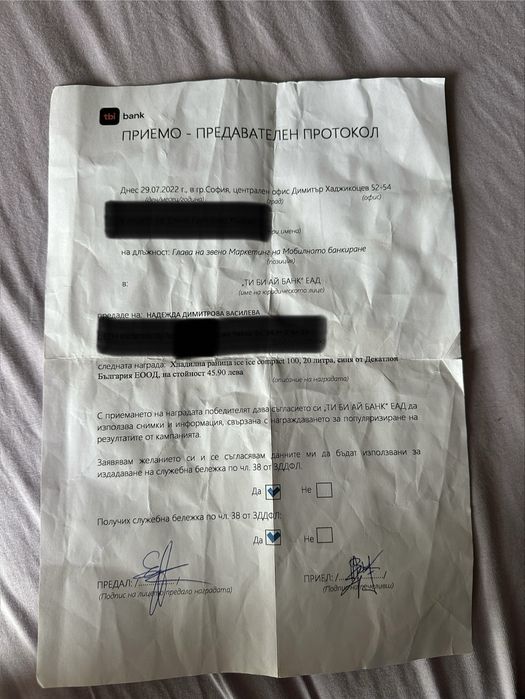 tbi bank
ПРИЕМО - ПРЕДАВАТЕЛЕН ПРОТОКОЛ
Днес 29.07.2022 г., в гр.София, централен офис Димитър Хаджикоцев 52-54
(ден/месец/година) (град) (офис)
имена)
на длъжност: Глава на звено Маркетинг на Мобилното банкиране
(позиция)
в: „ТИ БИ АЙ БАНК" ЕАД
(име на юридическото лице)
предаде на: НАДЕЖДА ДИМИТРОВА ВАСИЛЕВА
следната награда: Хладилна раница ice ice compact 100, 20 литра, синя от Декатлон
България ЕООД, на стойност 45.90 лева
(описание на наградата)
С приемането на наградата победителят дава съгласието си „ТИ БИ АЙ БАНК" ЕАД да
използва снимки и информация, свързана с награждаването за популяризиране на
резултатите от кампанията.
Заявявам желанието си и се съгласявам данните ми да бъдат използвани за
издадаване на служебна бележка по чл. 38 от ЗДДФЛ.
Да Не
Получих служебна бележка по чл. 38 от ЗДДФЛ:
Да Не
ПРЕДАЛ: /............../ ПРИЕЛ: /............../
(Подпис на лицето предало наградата) (Подпис на печеливш)